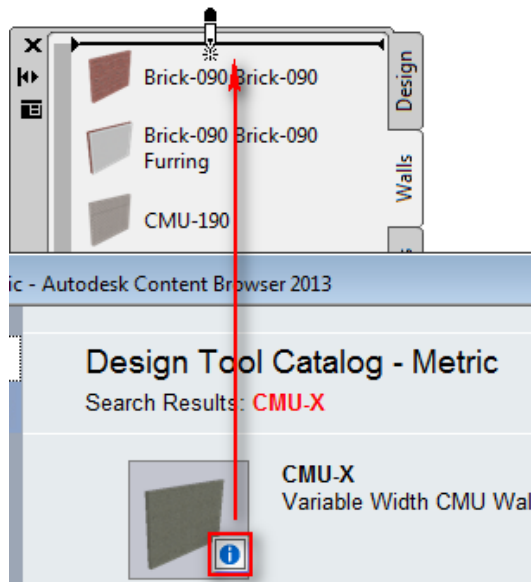 Brick-090 Brick-090
Design
Brick-090 Brick-090
Furring
Walls
CMU-190
ic - Autodesk Content Browser 2013
Design Tool Catalog - Metric
Search Results: CMU-X
CMU-X
Variable Width CMU Wal